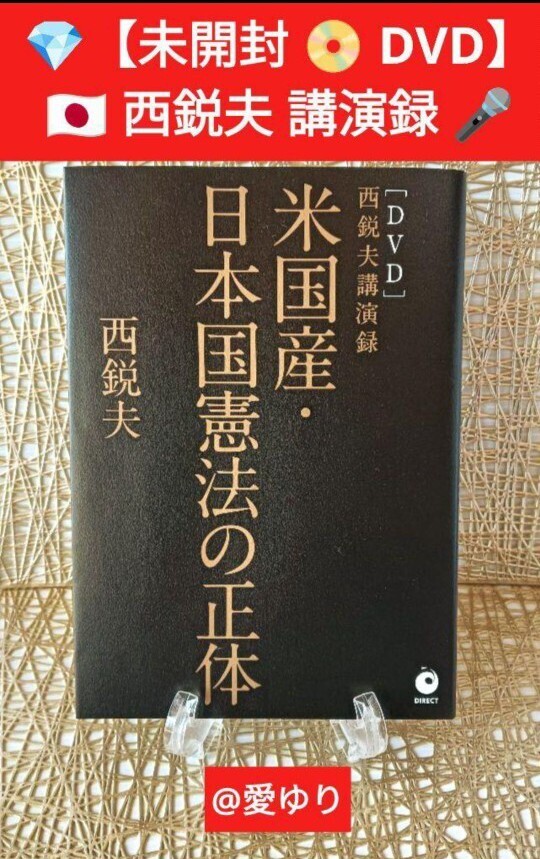 💎【未開封 📀 DVD】
🇯🇵 西鋭夫 講演録 🎤
[DVD]
西鋭夫講演録
米国産・
日本国憲法の正体
西鋭夫
DIRECT
@愛ゆり